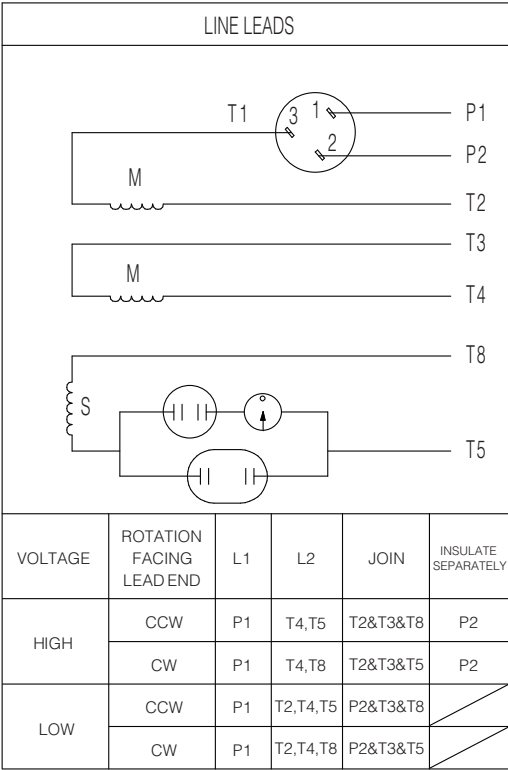 LINE LEADS
T1
3
1
2
P1
P2
M
T2
T3
M
T4
T8
S
T5
VOLTAGE
ROTATION
FACING
LEAD END
L1
L2
JOIN
INSULATE
SEPARATELY
HIGH
CCW
P1
T4,T5
T2&T3&T8
P2
CW
P1
T4,T8
T2&T3&T5
P2
LOW
CCW
P1
T2,T4,T5
P2&T3&T8
CW
P1
T2,T4,T8
P2&T3&T5